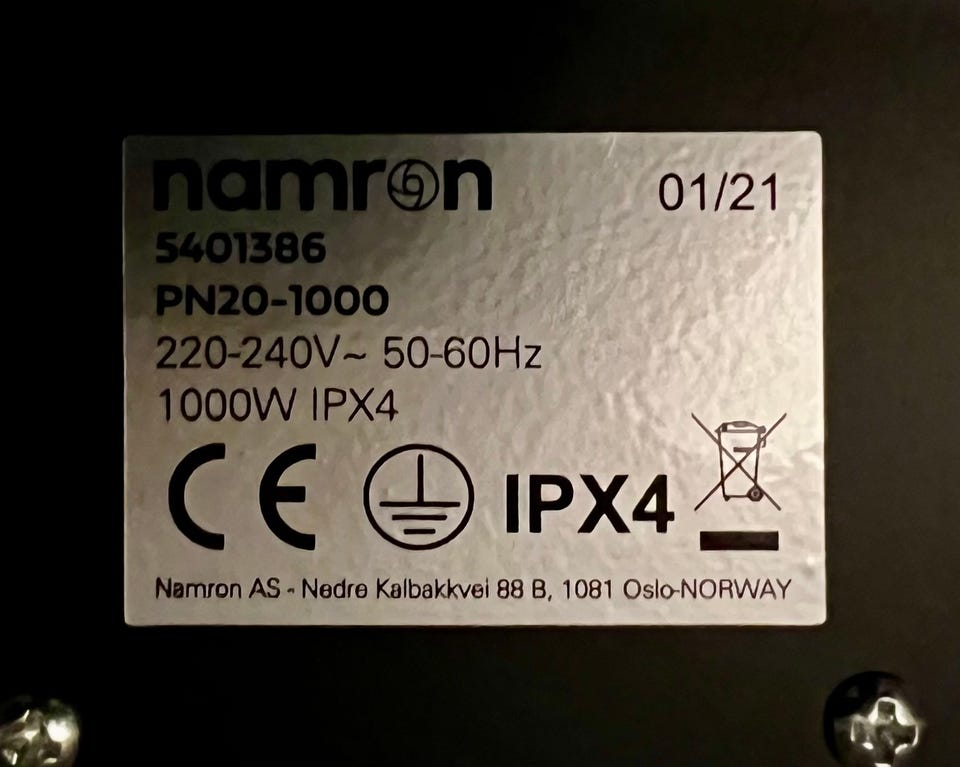 namron 01/21
5401386
PN20-1000
220-240V~ 50-60Hz
1000W IPX4
CE IPX4
Namron AS - Nedre Kalbakkvei 88 B, 1081 Oslo-NORWAY